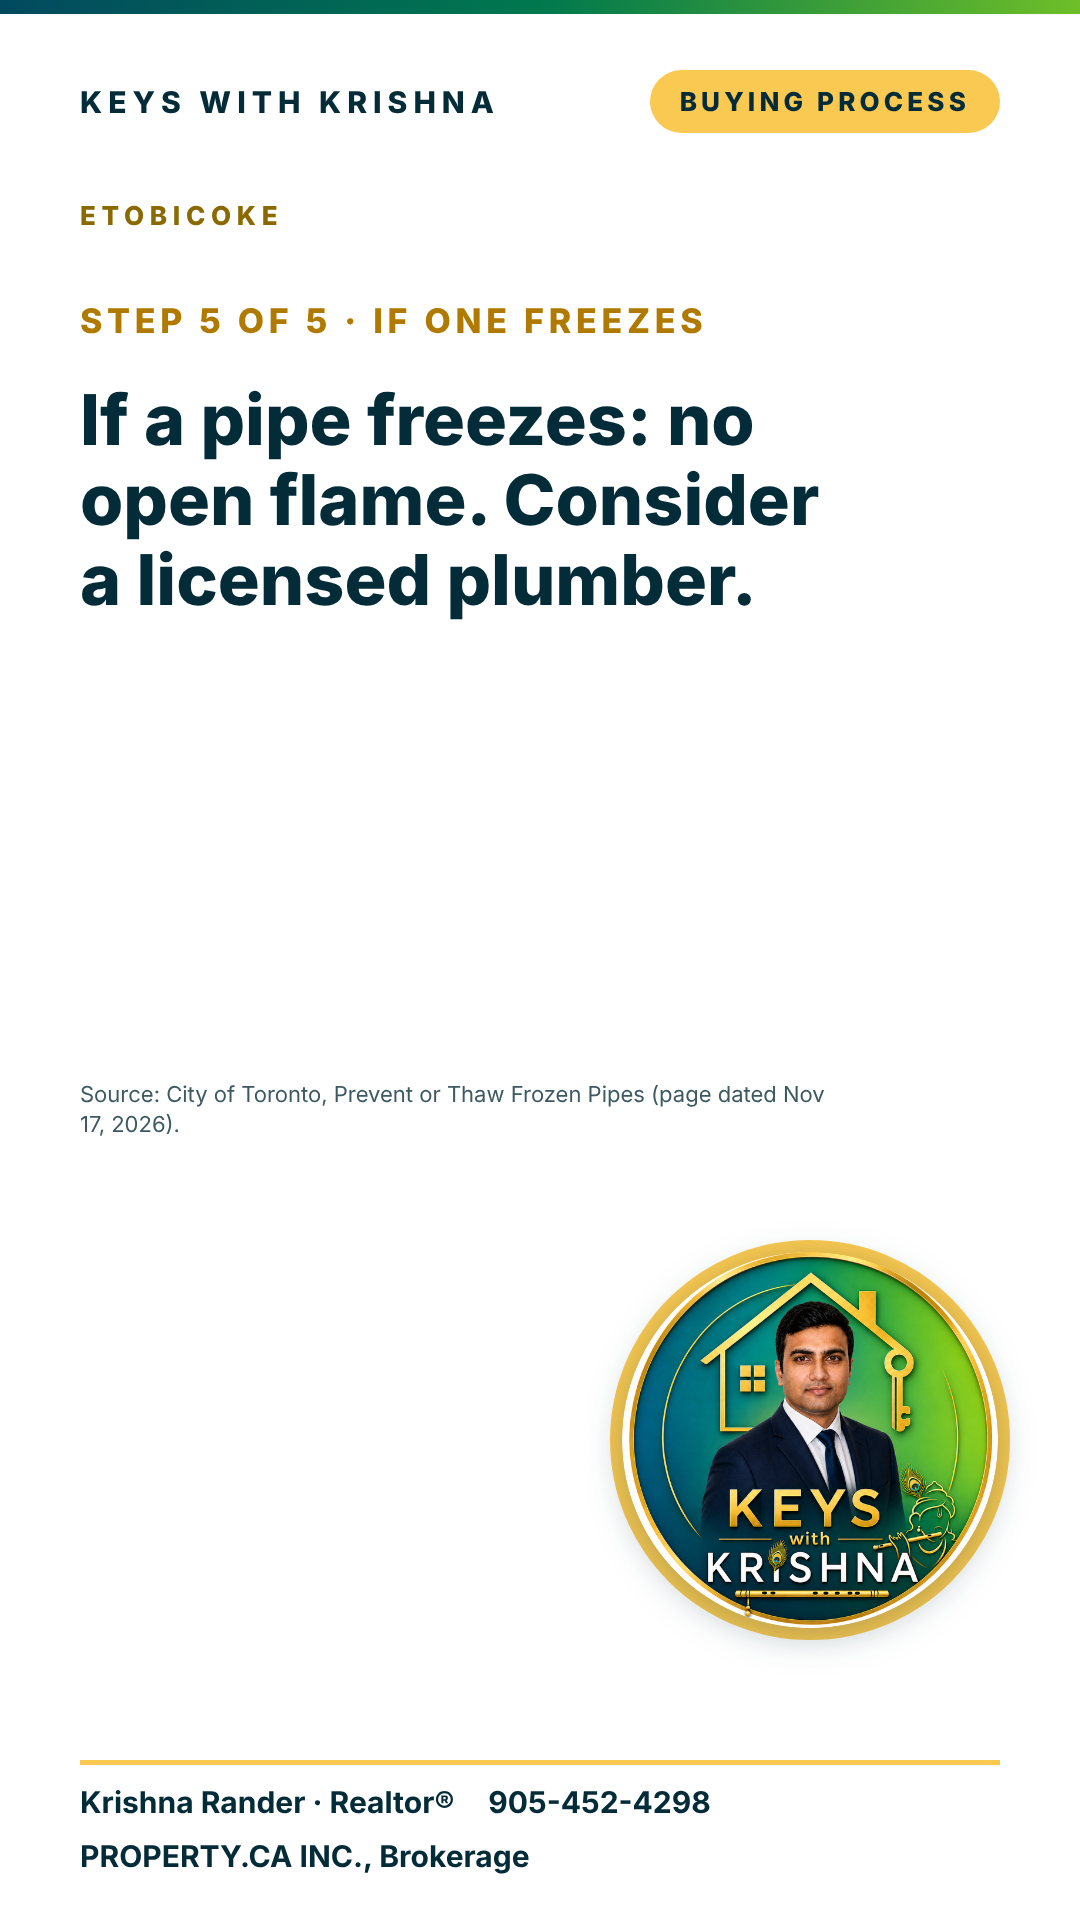 KEYS WITH KRISHNA
BUYING PROCESS
ETOBICOKE
STEP 5 OF 5 · IF ONE FREEZES
If a pipe freezes: no
open flame. Consider
a licensed plumber.
Source: City of Toronto, Prevent or Thaw Frozen Pipes (page dated Nov
17, 2026).
KEYS
with
KRISHNA
Krishna Rander · Realtor® 905-452-4298
PROPERTY.CA INC., Brokerage